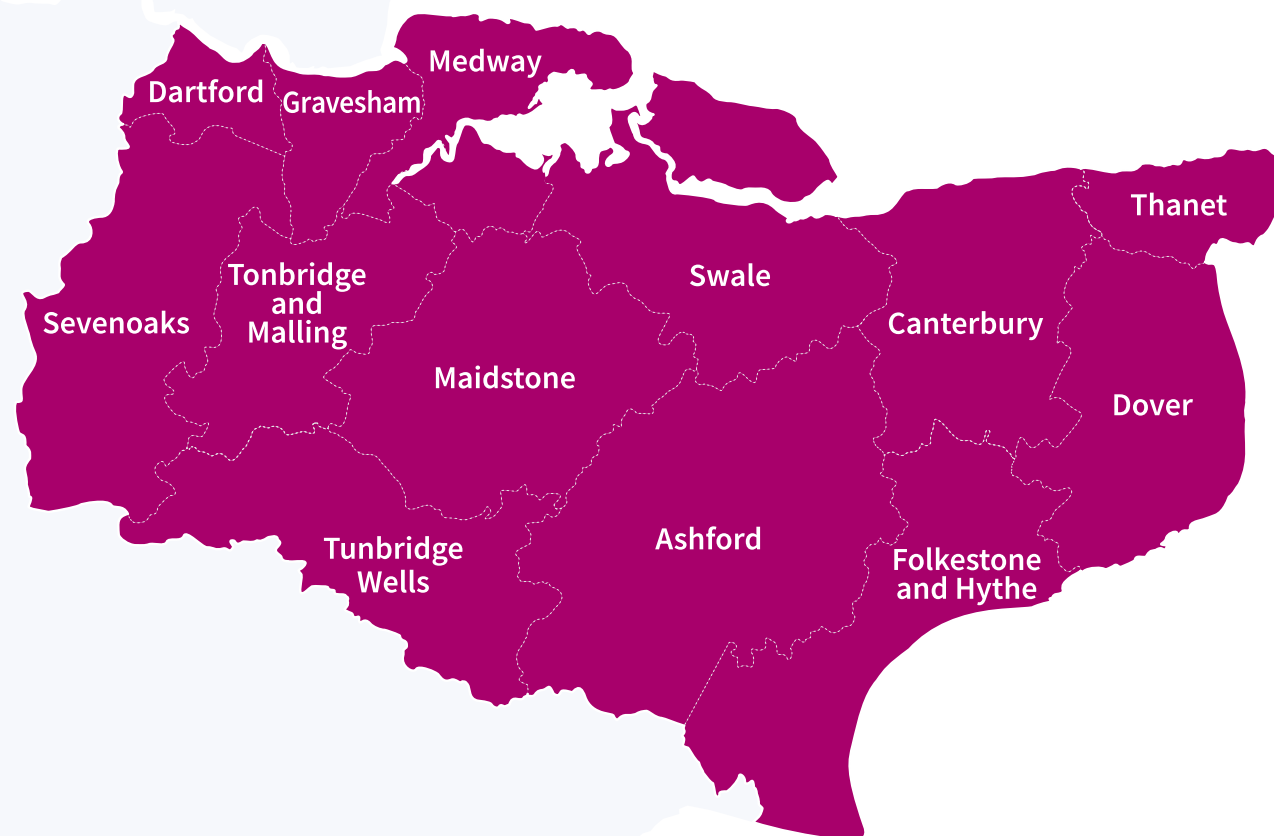 Medway
Dartford
Gravesham
Thanet
Tonbridge
and
Malling
Swale
Sevenoaks
Canterbury
Maidstone
Dover
Ashford
Tunbridge
Wells
Folkestone
and Hythe